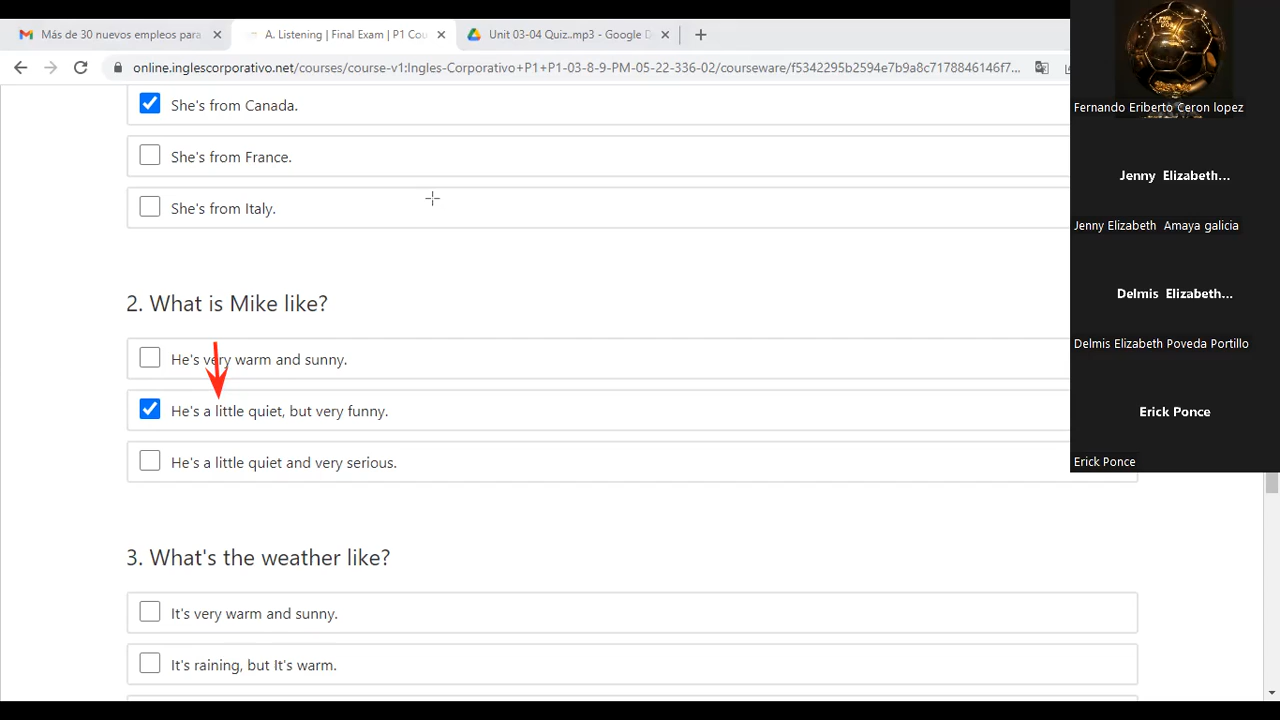 Más de 30 nuevos empleos para
A. Listening | Final Exam | P1 Cou
Unit 03-04 Quiz..mp3 - Google D
online.inglescorporativo.net/courses/course-v1:Ingles-Corporativo+P1+P1-03-8-9-PM-05-22-336-02/courseware/f5342295b2594e7b9a8c7178846146f7...
She's from Canada.
She's from France.
She's from Italy.
2. What is Mike like?
He's very warm and sunny.
He's a little quiet, but very funny.
He's a little quiet and very serious.
3. What's the weather like?
It's very warm and sunny.
It's raining, but It's warm.
Fernando Eriberto Ceron lopez
Jenny Elizabeth...
Jenny Elizabeth Amaya galicia
Delmis Elizabeth...
Delmis Elizabeth Poveda Portillo
Erick Ponce
Erick Ponce